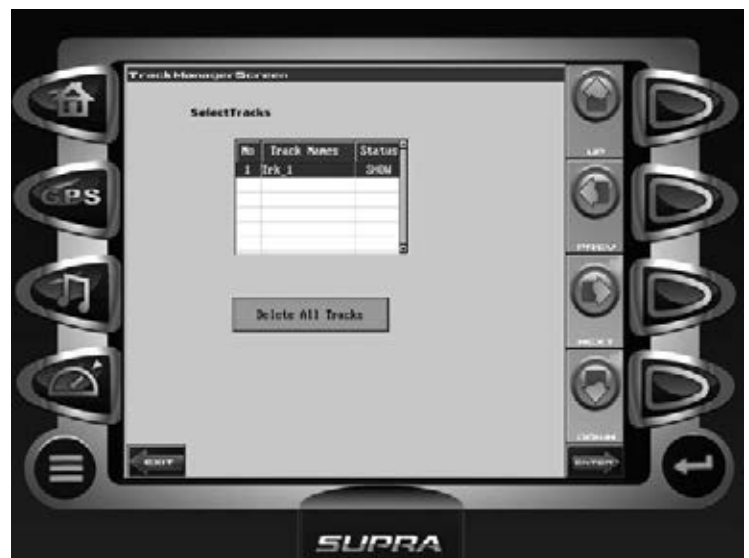 Track Manager Screen
SelectTracks
No Track Names Status
1 Trk_1 SHOW
Delete All Tracks
UP
PREV
NEXT
DOWN
EXIT
ENTER
GPS
SUPRA